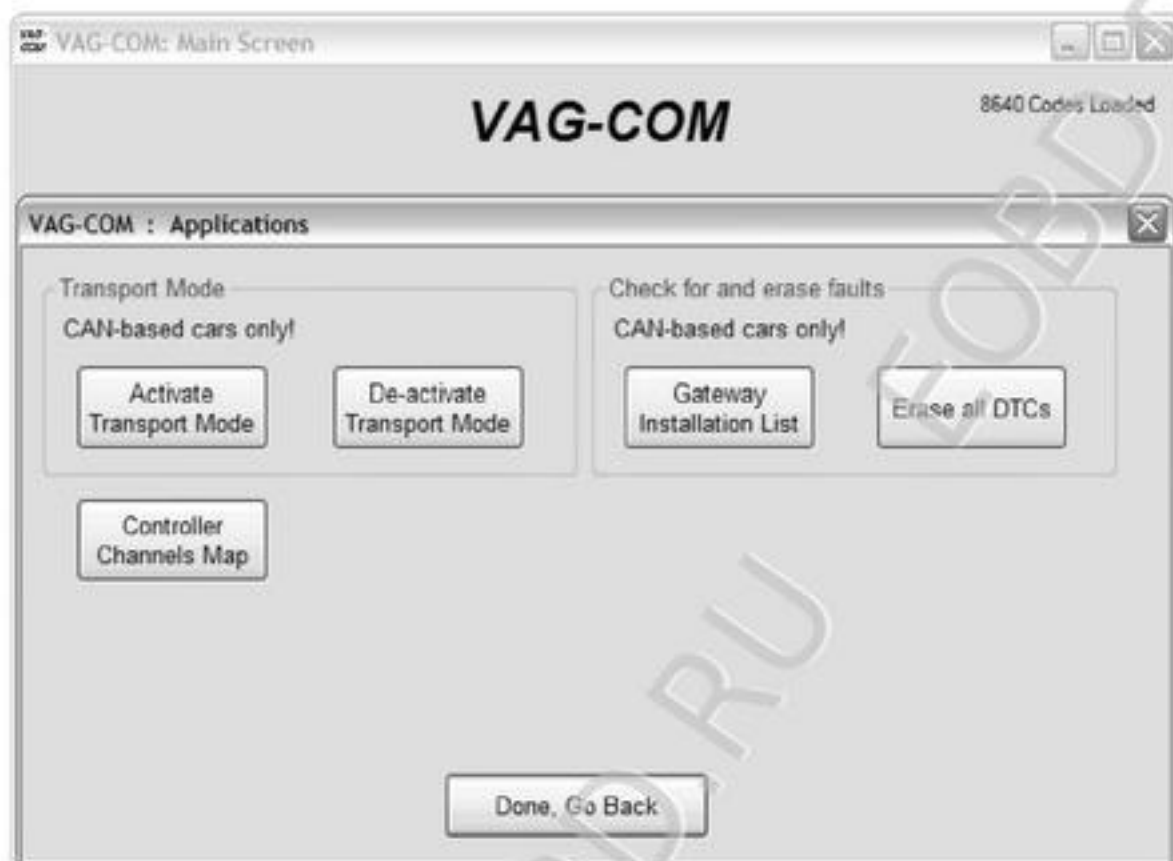 VAG-COM: Main Screen
VAG-COM
8640 Codes Loaded
VAG-COM : Applications
Transport Mode
CAN-based cars only!
Activate
Transport Mode
De-activate
Transport Mode
Check for and erase faults
CAN-based cars only!
Gateway
Installation List
Erase all DTCs
Controller
Channels Map
Done, Go Back
EOBD
D.RU